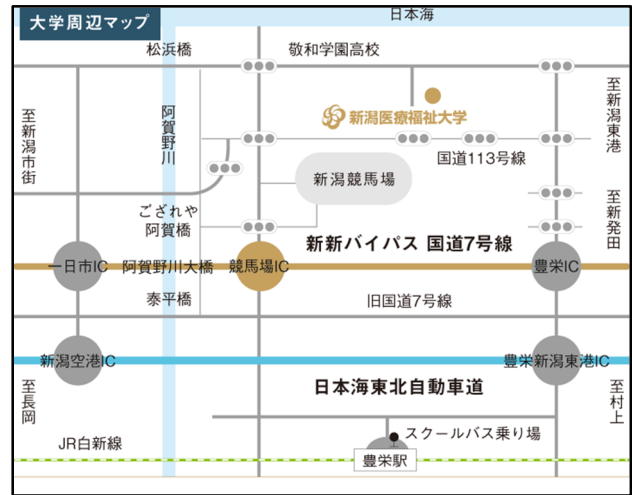 大学周辺マップ
日本海
松浜橋
敬和学園高校
至新潟市街
阿賀野川
至新潟東港
新潟医療福祉大学
国道113号線
新潟競馬場
ござれや
阿賀橋
至新発田
新新バイパス 国道7号線
一日市IC
阿賀野川大橋
競馬場IC
豊栄IC
泰平橋
旧国道7号線
新潟空港IC
豊栄新潟東港IC
至長岡
日本海東北自動車道
至村上
スクールバス乗り場
JR白新線
豊栄駅